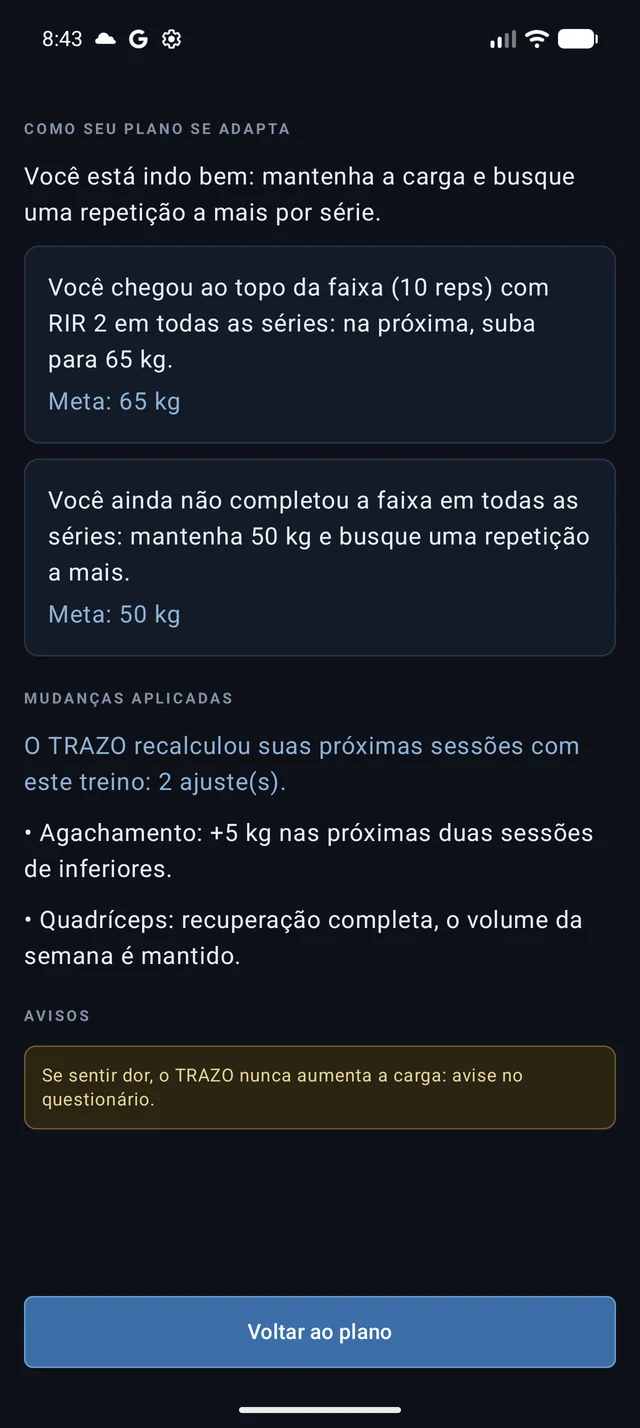 8:43
COMO SEU PLANO SE ADAPTA
Você está indo bem: mantenha a carga e busque
uma repetição a mais por série.
Você chegou ao topo da faixa (10 reps) com
RIR 2 em todas as séries: na próxima, suba
para 65 kg.
Meta: 65 kg
Você ainda não completou a faixa em todas as
séries: mantenha 50 kg e busque uma repetição
a mais.
Meta: 50 kg
MUDANÇAS APLICADAS
O TRAZO recalculou suas próximas sessões com
este treino: 2 ajuste(s).
• Agachamento: +5 kg nas próximas duas sessões
de inferiores.
• Quadríceps: recuperação completa, o volume da
semana é mantido.
AVISOS
Se sentir dor, o TRAZO nunca aumenta a carga: avise no
questionário.
Voltar ao plano